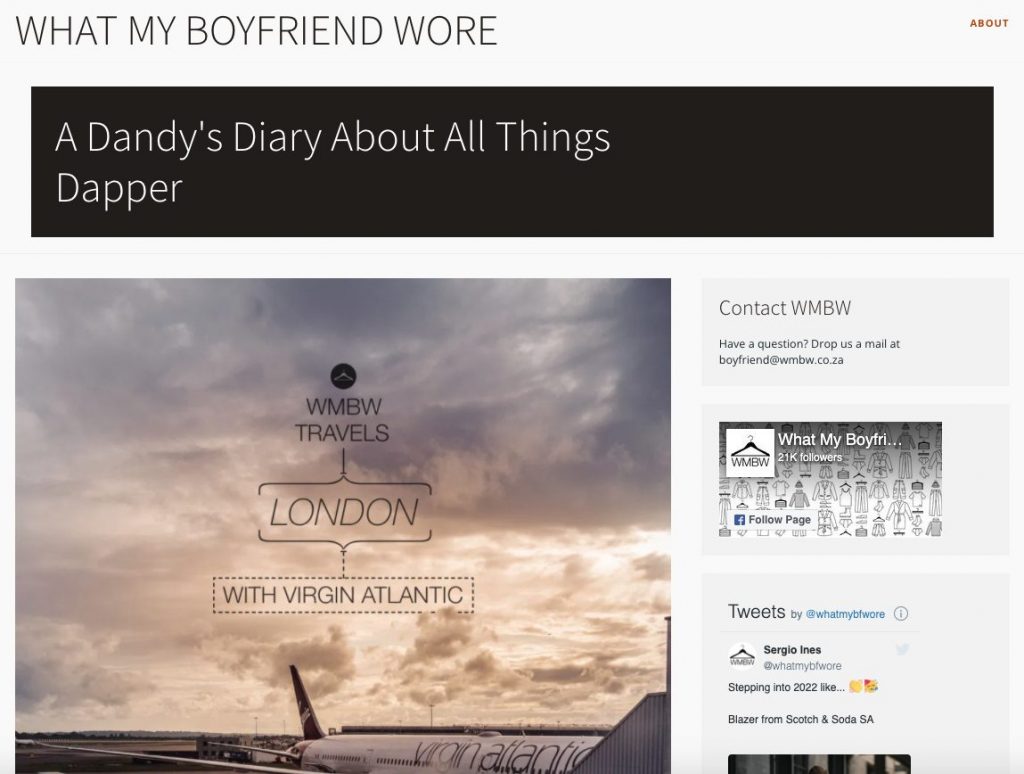 WHAT MY BOYFRIEND WORE
ABOUT
A Dandy's Diary About All Things
Dapper
WMBW
TRAVELS
LONDON
WITH VIRGIN ATLANTIC
virgin atlantic
Contact WMBW
Have a question? Drop us a mail at
boyfriend@wmbw.co.za
WMBW
What My Boyfri...
21K followers
Follow Page
Tweets by @whatmybfwore
WMBW
Sergio Ines
@whatmybfwore
Stepping into 2022 like...
Blazer from Scotch & Soda SA